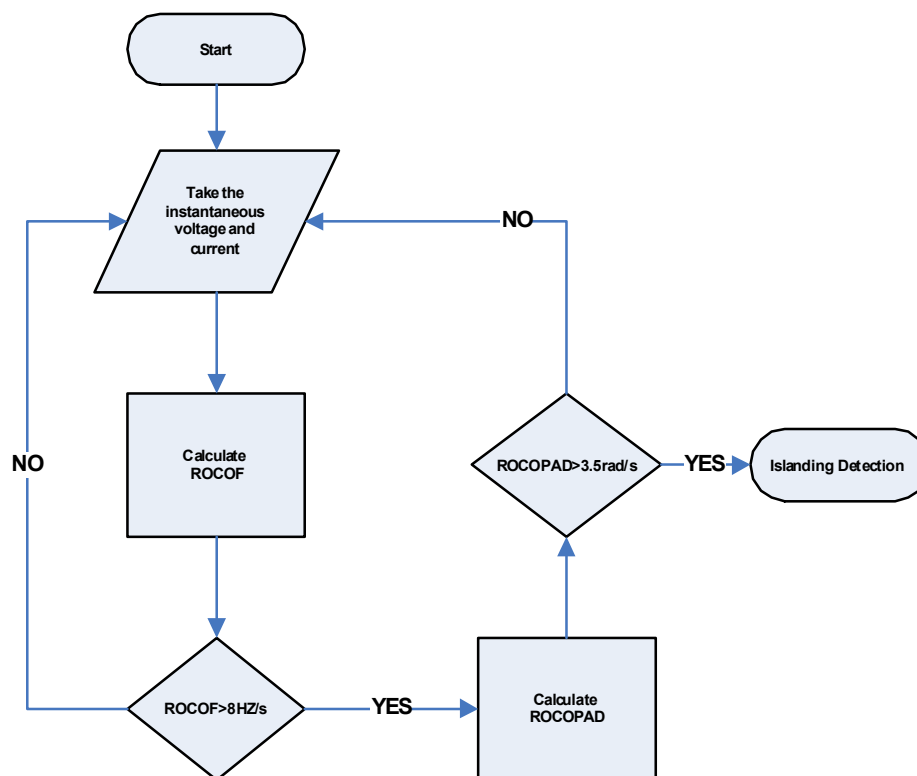 Start
Take the
instantaneous
voltage and
current
NO
Calculate
ROCOF
NO
ROCOPAD>3.5rad/s
YES
Islanding Detection
ROCOF>8HZ/s
YES
Calculate
ROCOPAD